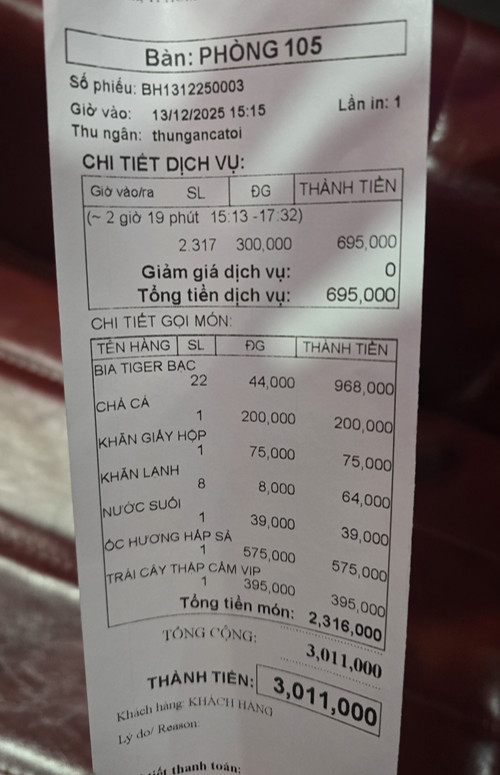 Bàn: PHÒNG 105
Số phiếu: BH1312250003
Giờ vào: 13/12/2025 15:15 Lần in: 1
Thu ngân: thungancatoi
CHI TIẾT DỊCH VỤ:
Giờ vào/ra SL ĐG THÀNH TIỀN
(~ 2 giờ 19 phút 15:13 -17:32)
2.317 300,000 695,000
Giảm giá dịch vụ: 0
Tổng tiền dịch vụ: 695,000
CHI TIẾT GỌI MÓN:
TÊN HÀNG SL ĐG THÀNH TIỀN
BIA TIGER BẠC
22 44,000 968,000
CHẢ CÁ
1 200,000 200,000
KHĂN GIẤY HỘP
1 75,000 75,000
KHĂN LẠNH
8 8,000 64,000
NƯỚC SUỐI
1 39,000 39,000
ỐC HƯƠNG HẤP SẢ
1 575,000 575,000
TRÁI CÂY THẬP CẨM VIP
1 395,000 395,000
Tổng tiền món: 2,316,000
TỔNG CỘNG: 3,011,000
THÀNH TIỀN: 3,011,000
Khách hàng: KHÁCH HÀNG
Lý do/ Reason:
thanh toán: